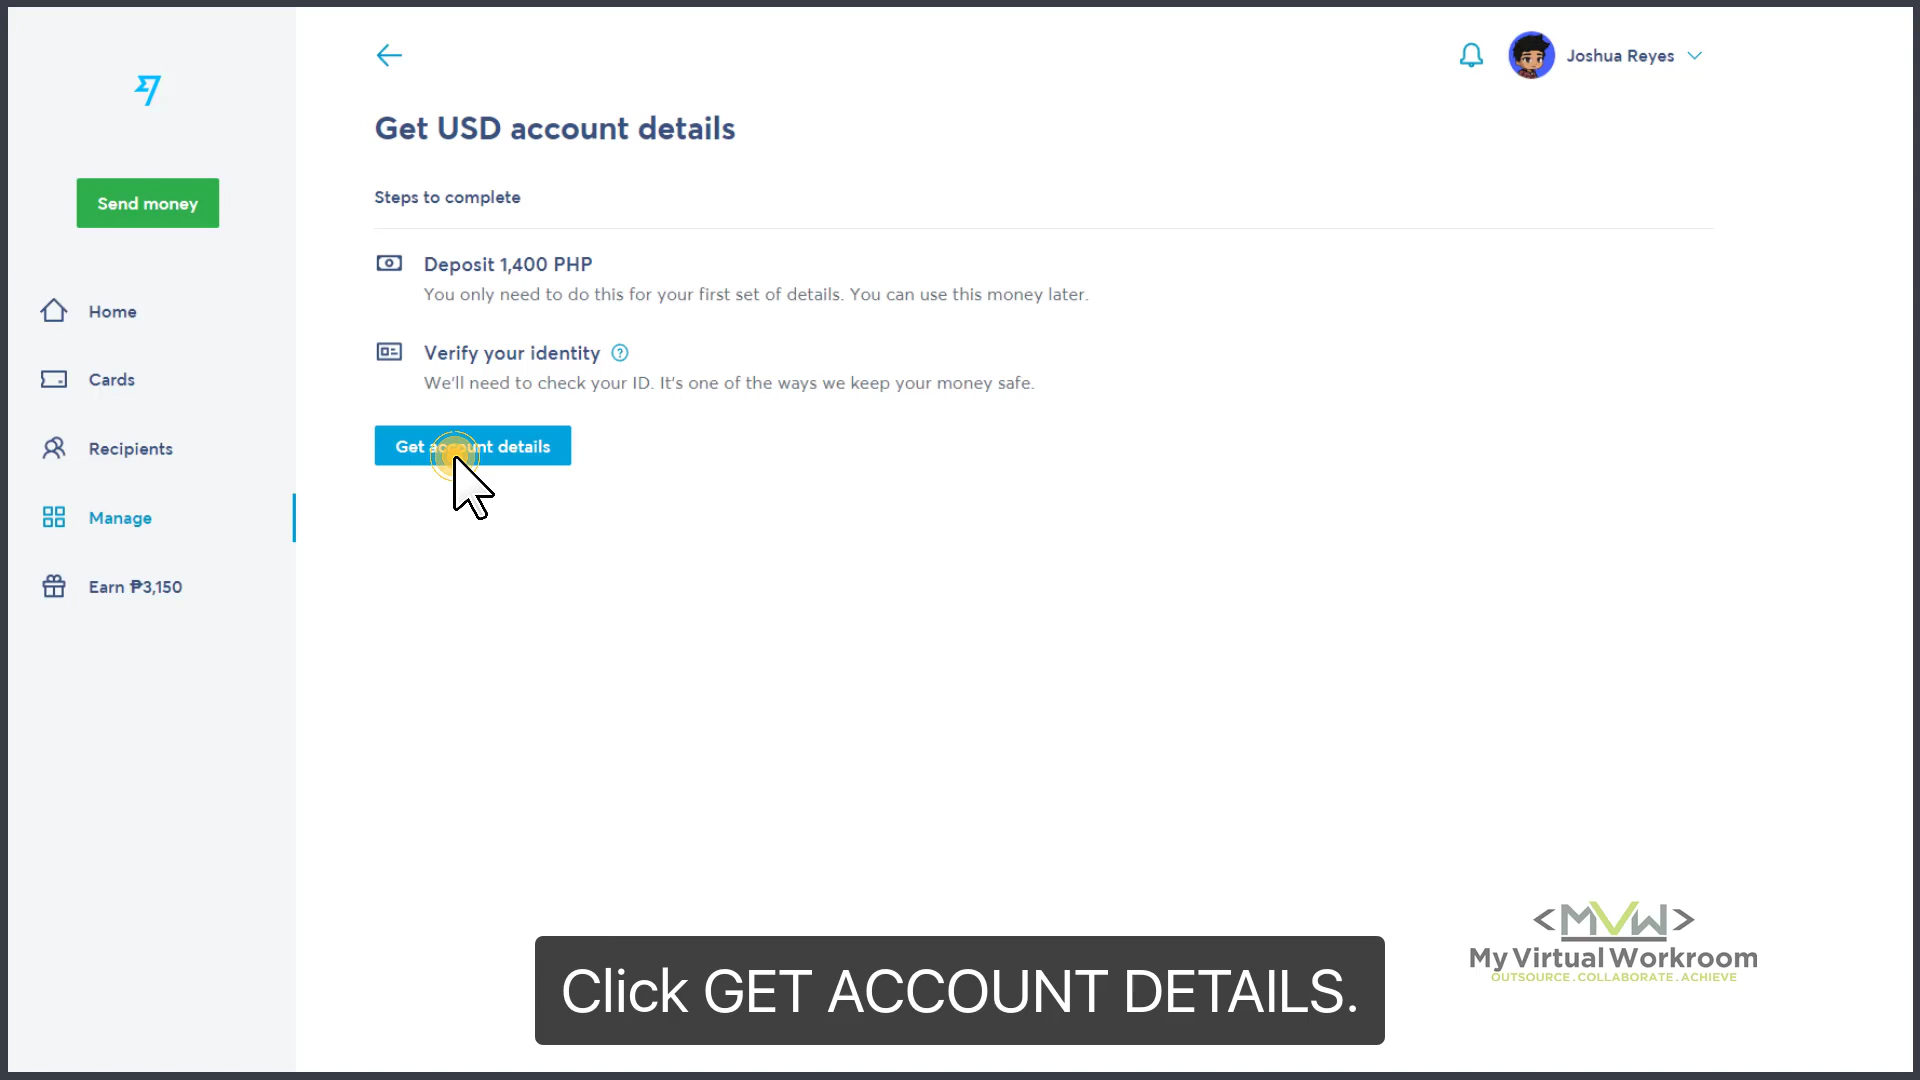 Joshua Reyes
Get USD account details
Send money
Steps to complete
Deposit 1,400 PHP
You only need to do this for your first set of details. You can use this money later.
Home
Verify your identity ?
We'll need to check your ID. It's one of the ways we keep your money safe.
Cards
Get account details
Recipients
Manage
Earn ₱3,150
<MVW>
My Virtual Workroom
OUTSOURCE . COLLABORATE . ACHIEVE
Click GET ACCOUNT DETAILS.